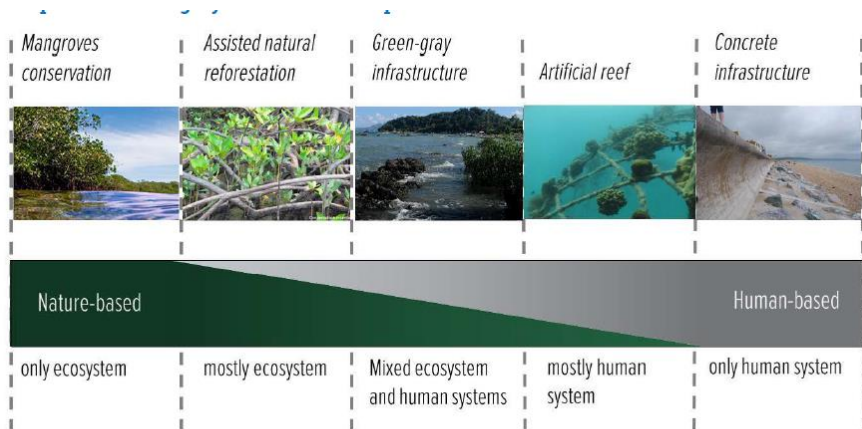 Mangroves
conservation
Assisted natural
reforestation
Green-gray
infrastructure
Artificial reef
Concrete
infrastructure
Nature-based
Human-based
only ecosystem
mostly ecosystem
Mixed ecosystem
and human systems
mostly human
system
only human system